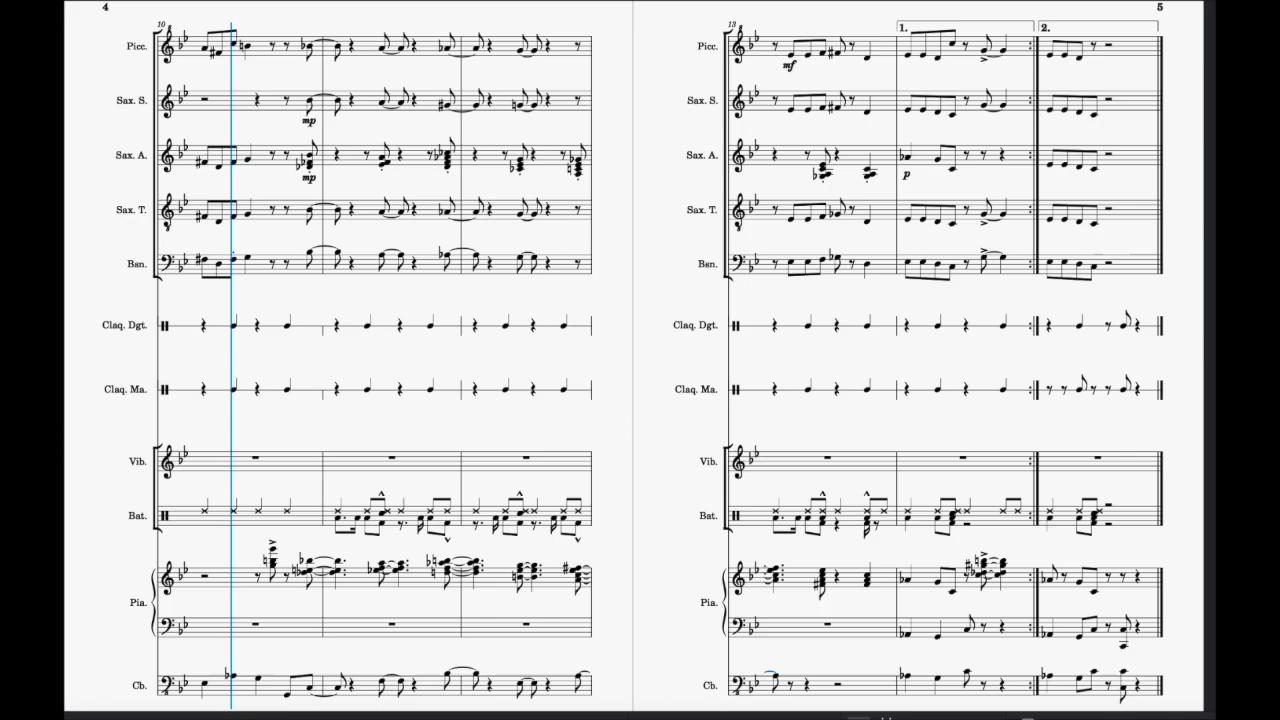 4
10
Picc.
Sax. S.
mp
Sax. A.
mp
Sax. T.
Bsn.
Claq. Dgt.
Claq. Ma.
Vib.
Bat.
Pia.
Cb.
5
13
1.
2.
Picc.
mf
Sax. S.
Sax. A.
p
Sax. T.
Bsn.
Claq. Dgt.
Claq. Ma.
Vib.
Bat.
Pia.
Cb.